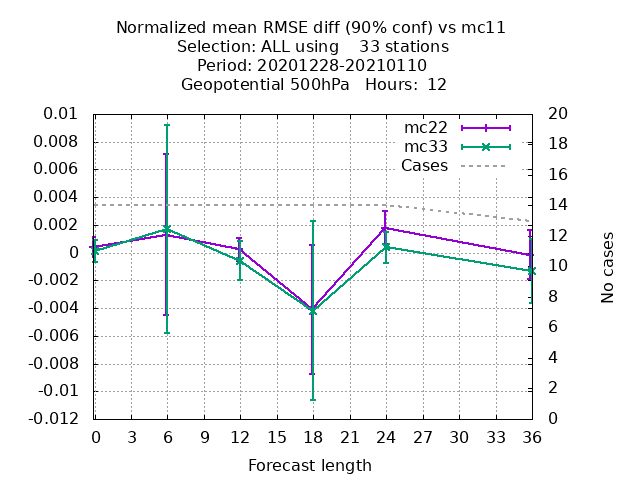 Normalized mean RMSE diff (90% conf) vs mc11
Selection: ALL using    33 stations
Period: 20201228-20210110
Geopotential 500hPa   Hours:  12
mc22
mc33
Cases
0.01
0.008
0.006
0.004
0.002
0
-0.002
-0.004
-0.006
-0.008
-0.01
-0.012
20
18
16
14
12
10
8
6
4
2
0
No cases
0 3 6 9 12 15 18 21 24 27 30 33 36
Forecast length